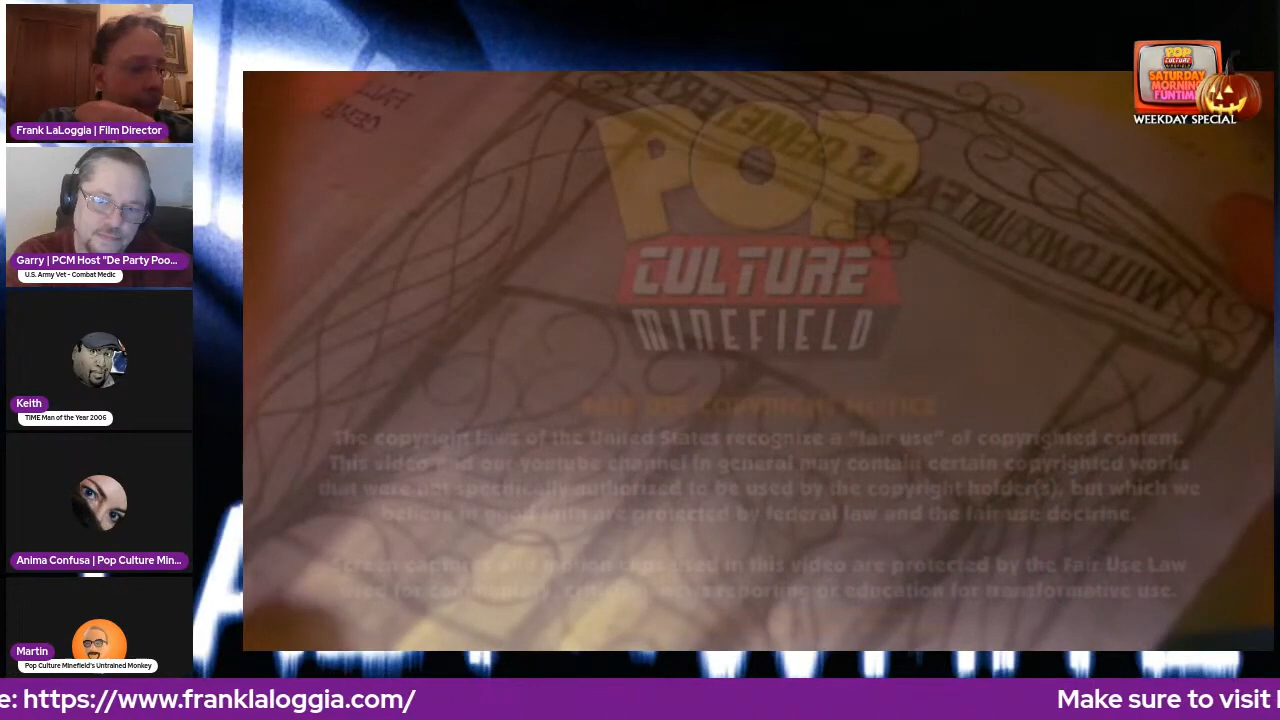 Frank LaLoggia | Film Director
Garry | PCM Host "De Party Poo...
U.S. Army Vet - Combat Medic
Keith
TIME Man of the Year 2006
Anima Confusa | Pop Culture Min...
Martin
Pop Culture Minefield's Untrained Monkey
POP
CULTURE
MINEFIELD
POP
CULTURE
SATURDAY
MORNING
FUNTIME
WEEKDAY SPECIAL
FALL
The copyright laws of the United States recognize a "fair use" of copyrighted content.
This video and our youtube channel in general may contain certain copyrighted works
that were not specifically authorized to be used by the copyright holder(s), but which we
believe in good faith are protected by federal law and the fair use doctrine.
in this video are protected by the Fair Use Law
reporting or education for transformative use.
e: https://www.franklaloggia.com/
Make sure to visit